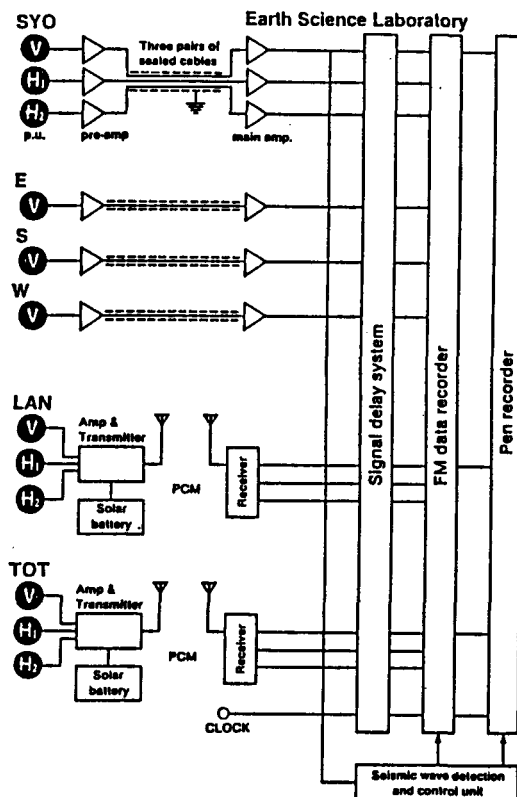 SYO
Earth Science Laboratory
V
H1
H2
p.u.
pre-amp
Three pairs of
sealed cables
main amp.
E
V
S
V
W
V
LAN
V
H1
H2
Amp &
Transmitter
Solar
battery
PCM
Receiver
TOT
V
H1
H2
Amp &
Transmitter
Solar
battery
PCM
Receiver
CLOCK
Signal delay system
FM data recorder
Pen recorder
Seismic wave detection
and control unit